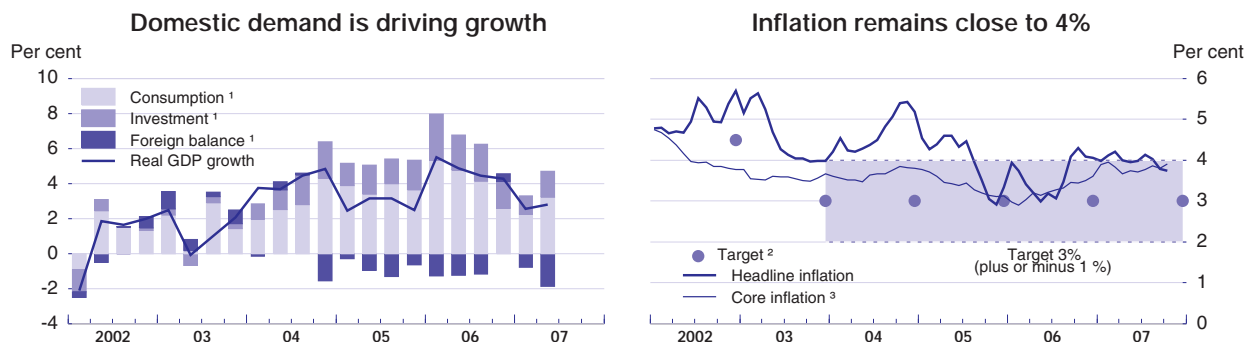 Domestic demand is driving growth
Per cent
10
8
6
4
2
0
-2
-4
Consumption ¹
Investment ¹
Foreign balance ¹
Real GDP growth
2002 03 04 05 06 07
Inflation remains close to 4%
Per cent
6
5
4
3
2
1
0
Target ²
Headline inflation
Core inflation ³
Target 3%
(plus or minus 1 %)
2002 03 04 05 06 07